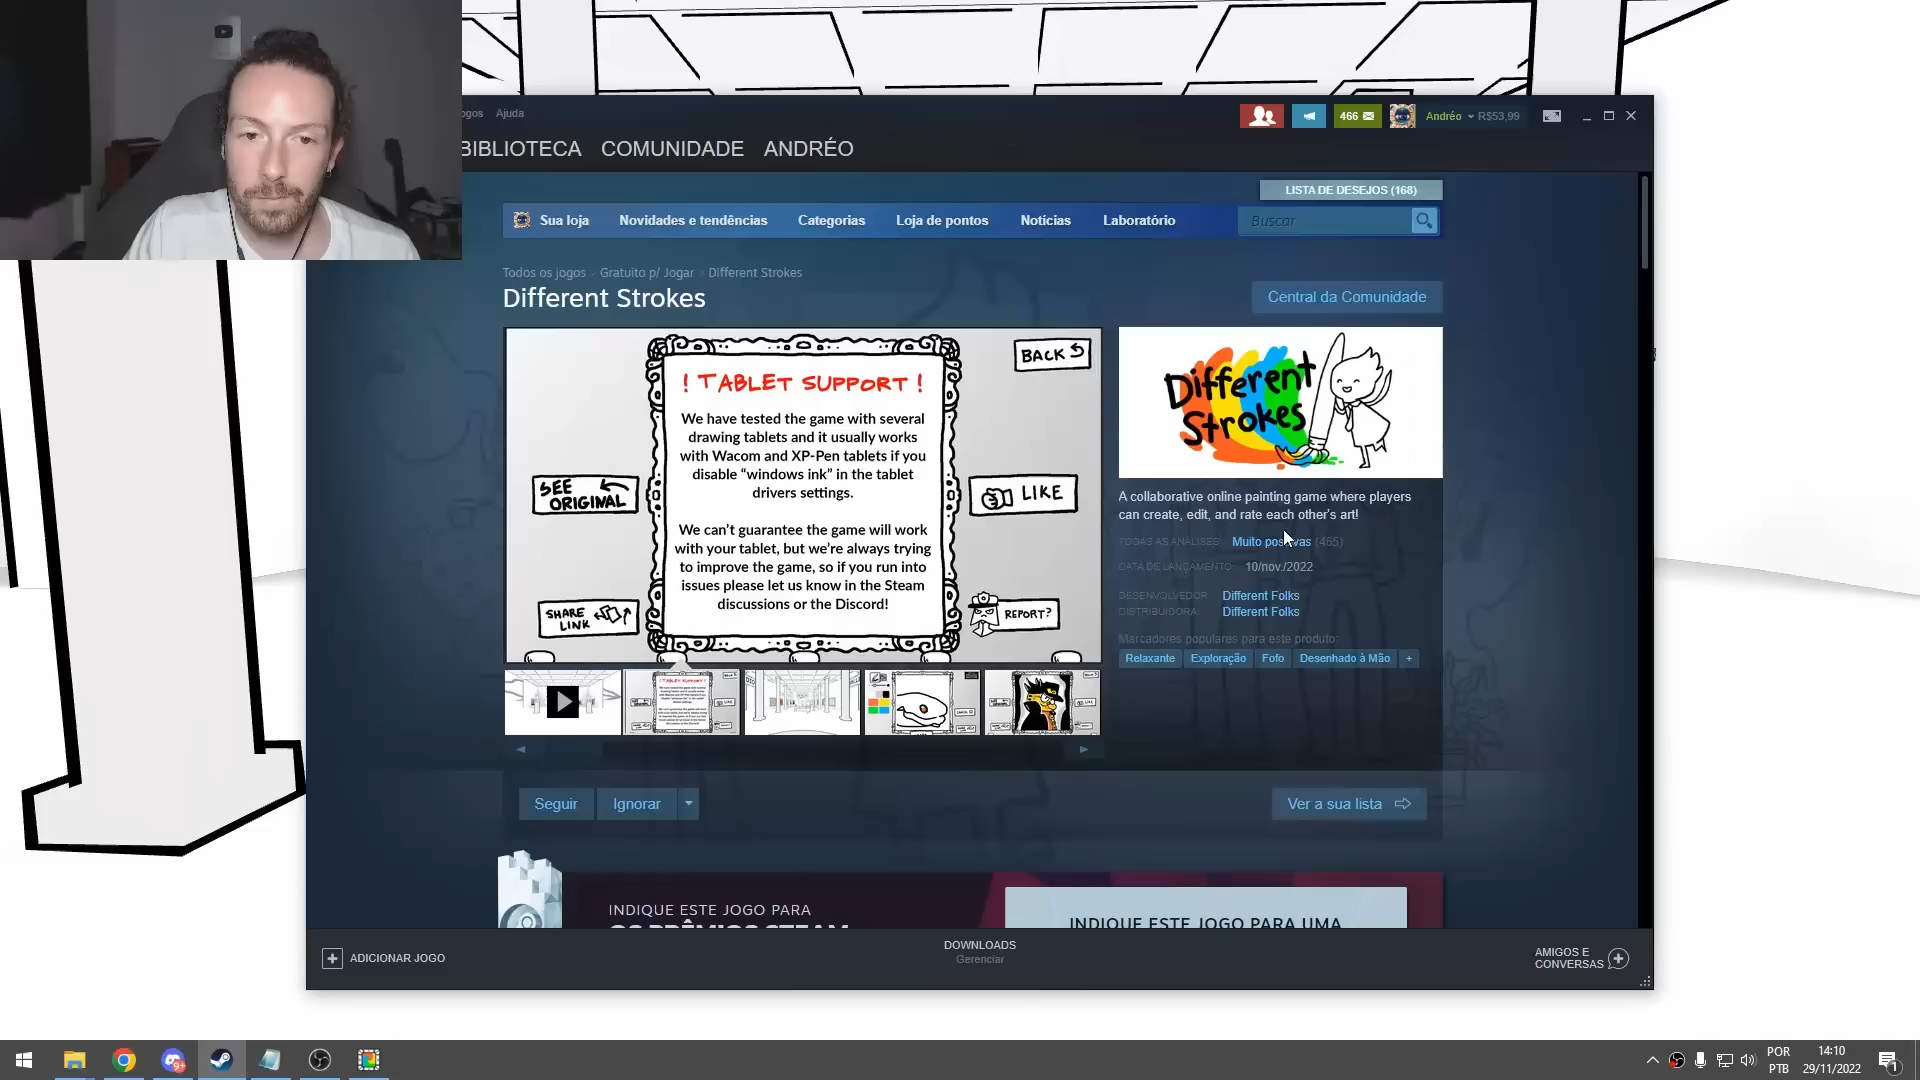 ogos Ajuda
466
Andréo R$53,99
BIBLIOTECA COMUNIDADE ANDRÉO
LISTA DE DESEJOS (168)
Sua loja Novidades e tendências Categorias Loja de pontos Notícias Laboratório Buscar
Todos os jogos Gratuito p/ Jogar Different Strokes
Different Strokes
Central da Comunidade
BACK
! TABLET SUPPORT !
We have tested the game with several
drawing tablets and it usually works
with Wacom and XP-Pen tablets if you
disable “windows ink” in the tablet
drivers settings.
We can’t guarantee the game will work
with your tablet, but we’re always trying
to improve the game, so if you run into
issues please let us know in the Steam
discussions or the Discord!
SEE
ORIGINAL
LIKE
SHARE
LINK
REPORT?
Different
Strokes
A collaborative online painting game where players
can create, edit, and rate each other’s art!
TODAS AS ANÁLISES: Muito positivas (465)
DATA DE LANÇAMENTO: 10/nov./2022
DESENVOLVEDOR: Different Folks
DISTRIBUIDORA: Different Folks
Marcadores populares para este produto:
Relaxante Exploração Fofo Desenhado à Mão +
Seguir Ignorar
Ver a sua lista
INDIQUE ESTE JOGO PARA
OS PRÊMIOS STEAM
INDIQUE ESTE JOGO PARA UMA
ADICIONAR JOGO
DOWNLOADS
Gerenciar
AMIGOS E
CONVERSAS
9+
POR
PTB
14:10
29/11/2022
1